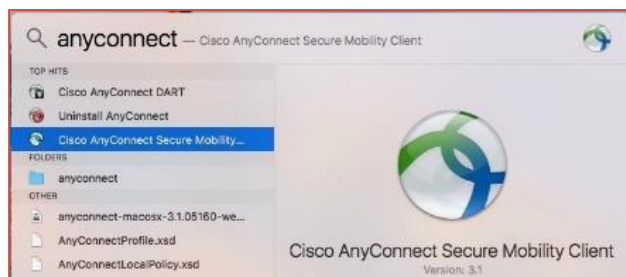 anyconnect — Cisco AnyConnect Secure Mobility Client
TOP HITS
Cisco AnyConnect DART
Uninstall AnyConnect
Cisco AnyConnect Secure Mobility...
FOLDERS
anyconnect
OTHER
anyconnect-macosx-3.1.05160-we...
AnyConnectProfile.xsd
AnyConnectLocalPolicy.xsd
Cisco AnyConnect Secure Mobility Client
Version: 3.1